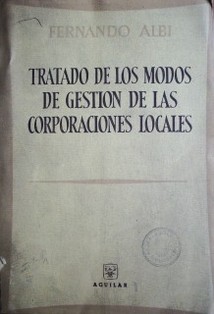 FERNANDO ALBI
TRATADO DE LOS MODOS
DE GESTION DE LAS
CORPORACIONES LOCALES
AGUILAR